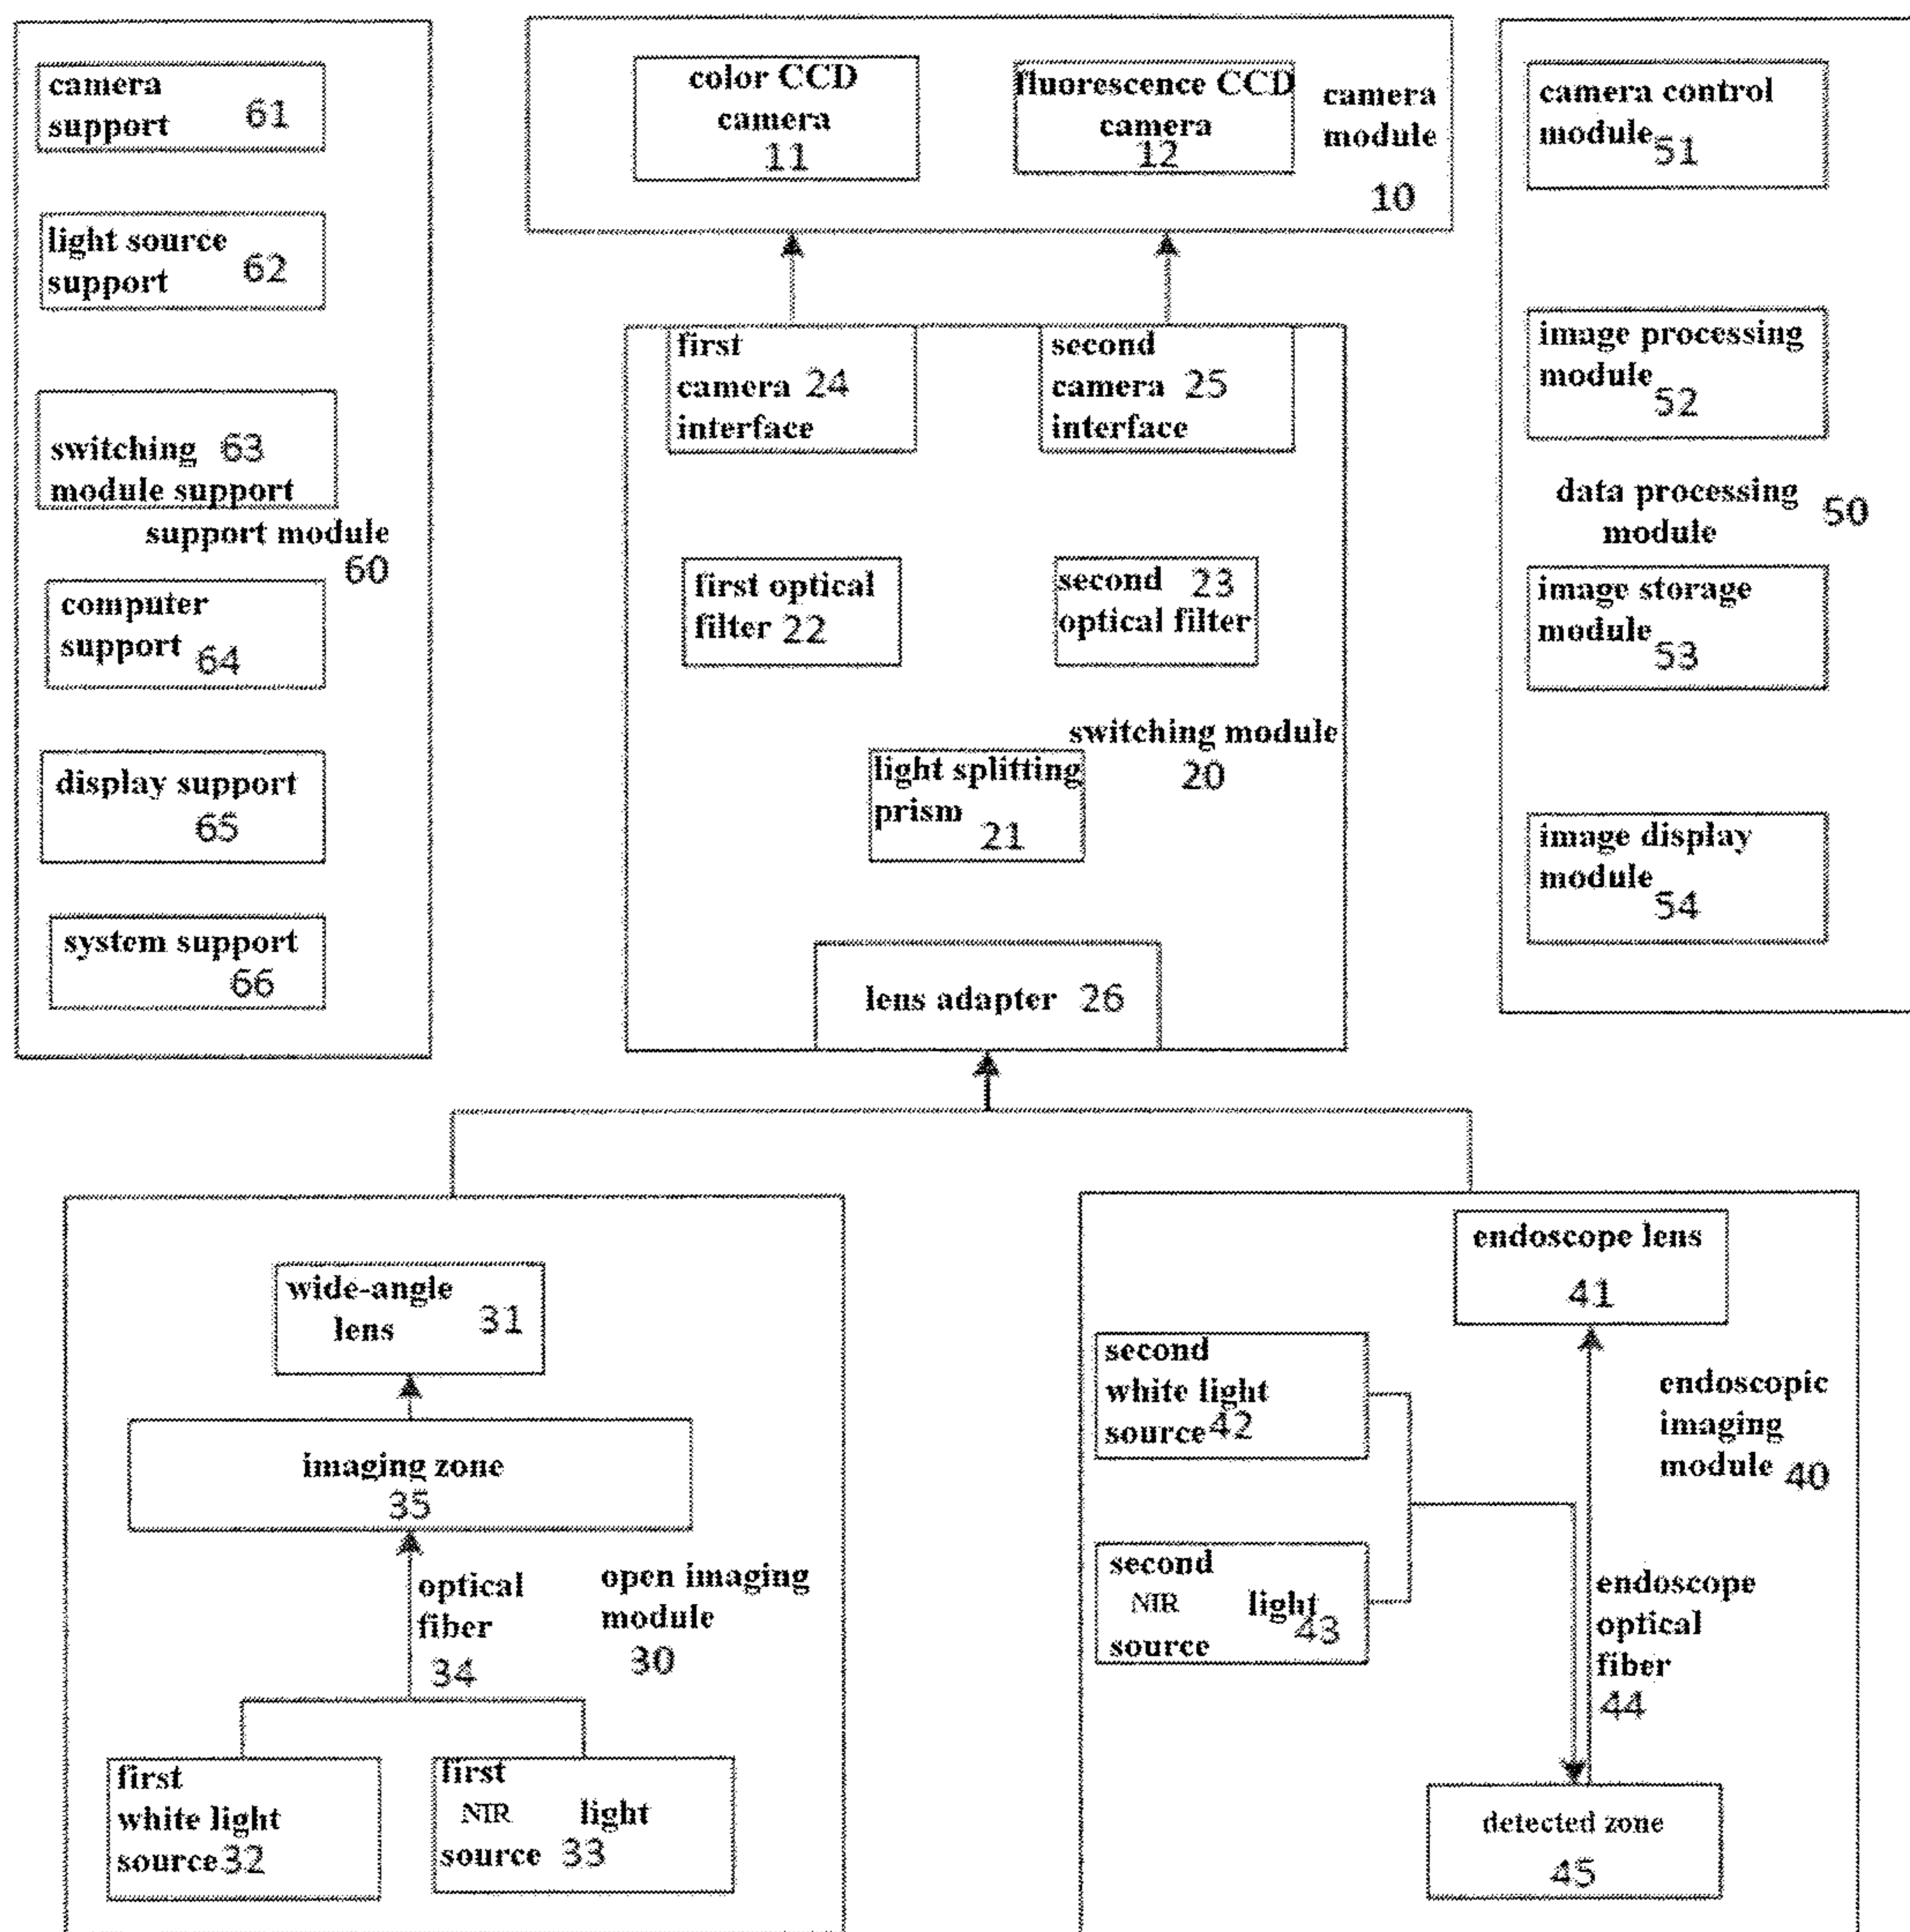 camera
support 61
light source
support 62
switching 63
module support
support module
60
computer
support 64
display support
65
system support
66
color CCD
camera
11
fluorescence CCD
camera
12
camera
module
10
first
camera 24
interface
second
camera 25
interface
first optical
filter 22
second 23
optical filter
switching module
20
light splitting
prism
21
lens adapter 26
camera control
module 51
image processing
module 52
data processing
module 50
image storage
module 53
image display
module 54
wide-angle
lens 31
imaging zone
35
optical
fiber
34
open imaging
module
30
first
white light
source 32
first
NIR light
source 33
endoscope lens
41
second
white light
source 42
endoscopic
imaging
module 40
second
NIR light 43
source
endoscope
optical
fiber
44
detected zone
45